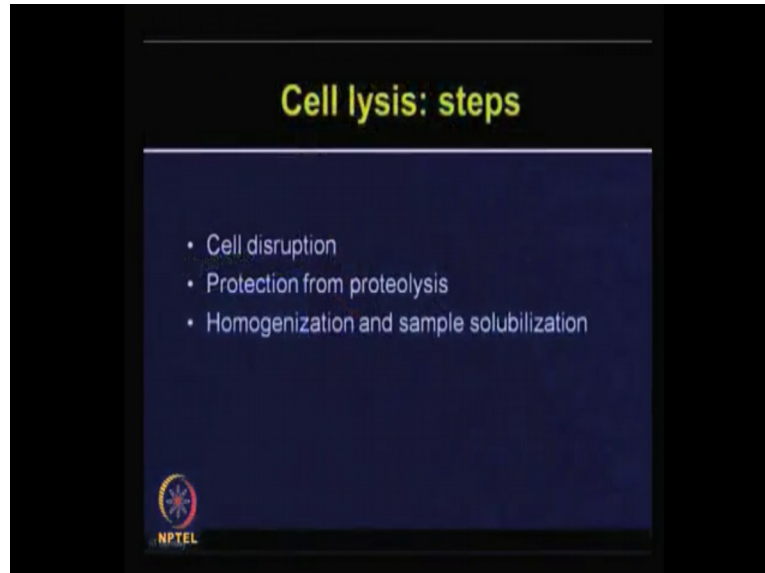 Cell lysis: steps
• Cell disruption
• Protection from proteolysis
• Homogenization and sample solubilization
NPTEL